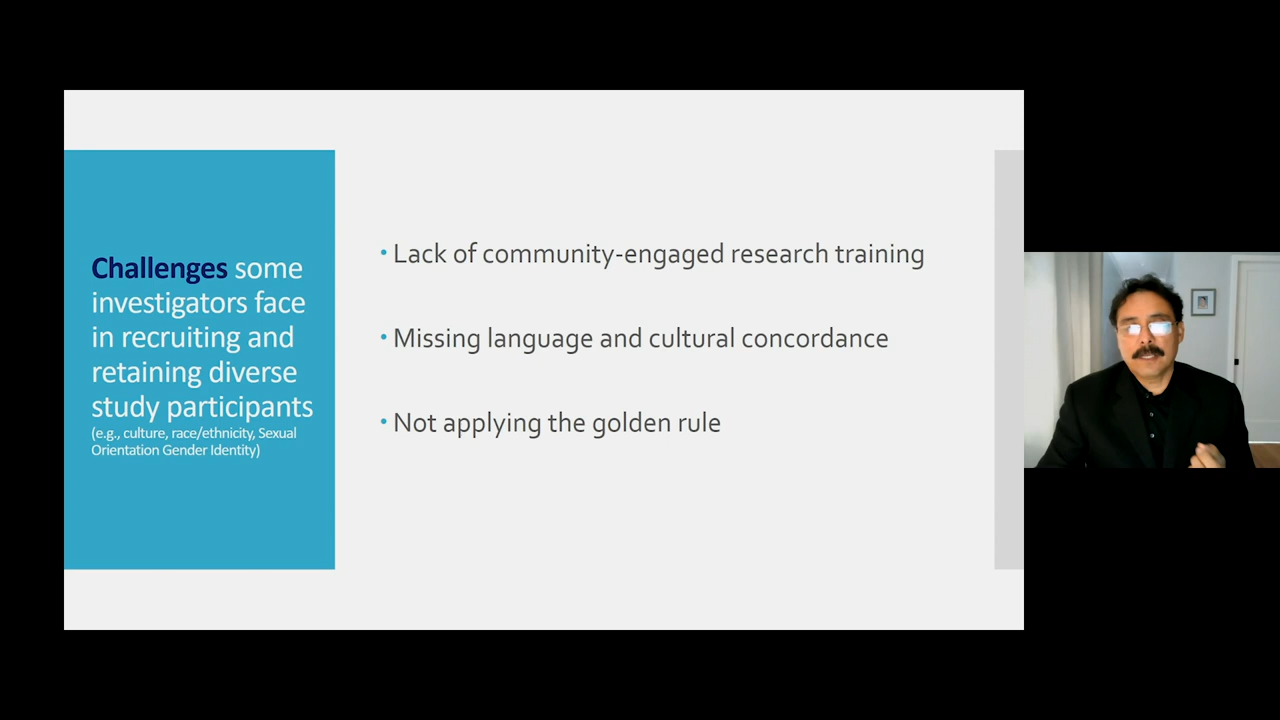 Challenges some
investigators face
in recruiting and
retaining diverse
study participants
(e.g., culture, race/ethnicity, Sexual
Orientation Gender Identity)
• Lack of community-engaged research training
• Missing language and cultural concordance
• Not applying the golden rule